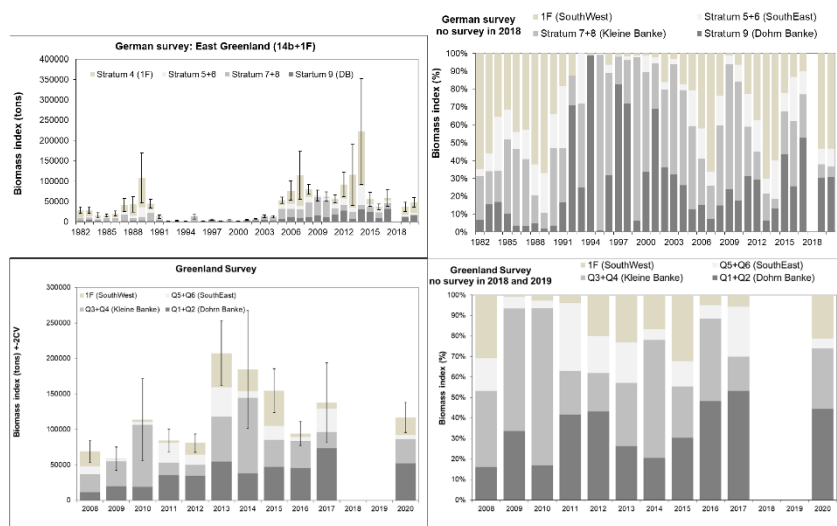 German survey: East Greenland (14b+1F)
Stratum 4 (1F) Stratum 5+6 Stratum 7+8 Startum 9 (DB)
Biomass index (tons)
400000
350000
300000
250000
200000
150000
100000
50000
0
1982 1985 1988 1991 1994 1997 2000 2003 2006 2009 2012 2015 2018
German survey
no survey in 2018
1F (SouthWest) Stratum 5+6 (SouthEast)
Stratum 7+8 (Kleine Banke) Stratum 9 (Dohrn Banke)
Biomass index (%)
100%
90%
80%
70%
60%
50%
40%
30%
20%
10%
0%
1982 1985 1988 1991 1994 1997 2000 2003 2006 2009 2012 2015 2018
Greenland Survey
1F (SouthWest) Q5+Q6 (SouthEast)
Q3+Q4 (Kleine Banke) Q1+Q2 (Dohrn Banke)
Biomass index (tons) +-2CV
300000
250000
200000
150000
100000
50000
0
2008 2009 2010 2011 2012 2013 2014 2015 2016 2017 2018 2019 2020
Greenland Survey
no survey in 2018 and 2019
1F (SouthWest) Q5+Q6 (SouthEast)
Q3+Q4 (Kleine Banke) Q1+Q2 (Dohrn Banke)
Biomass index (%)
100%
90%
80%
70%
60%
50%
40%
30%
20%
10%
0%
2008 2009 2010 2011 2012 2013 2014 2015 2016 2017 2018 2019 2020